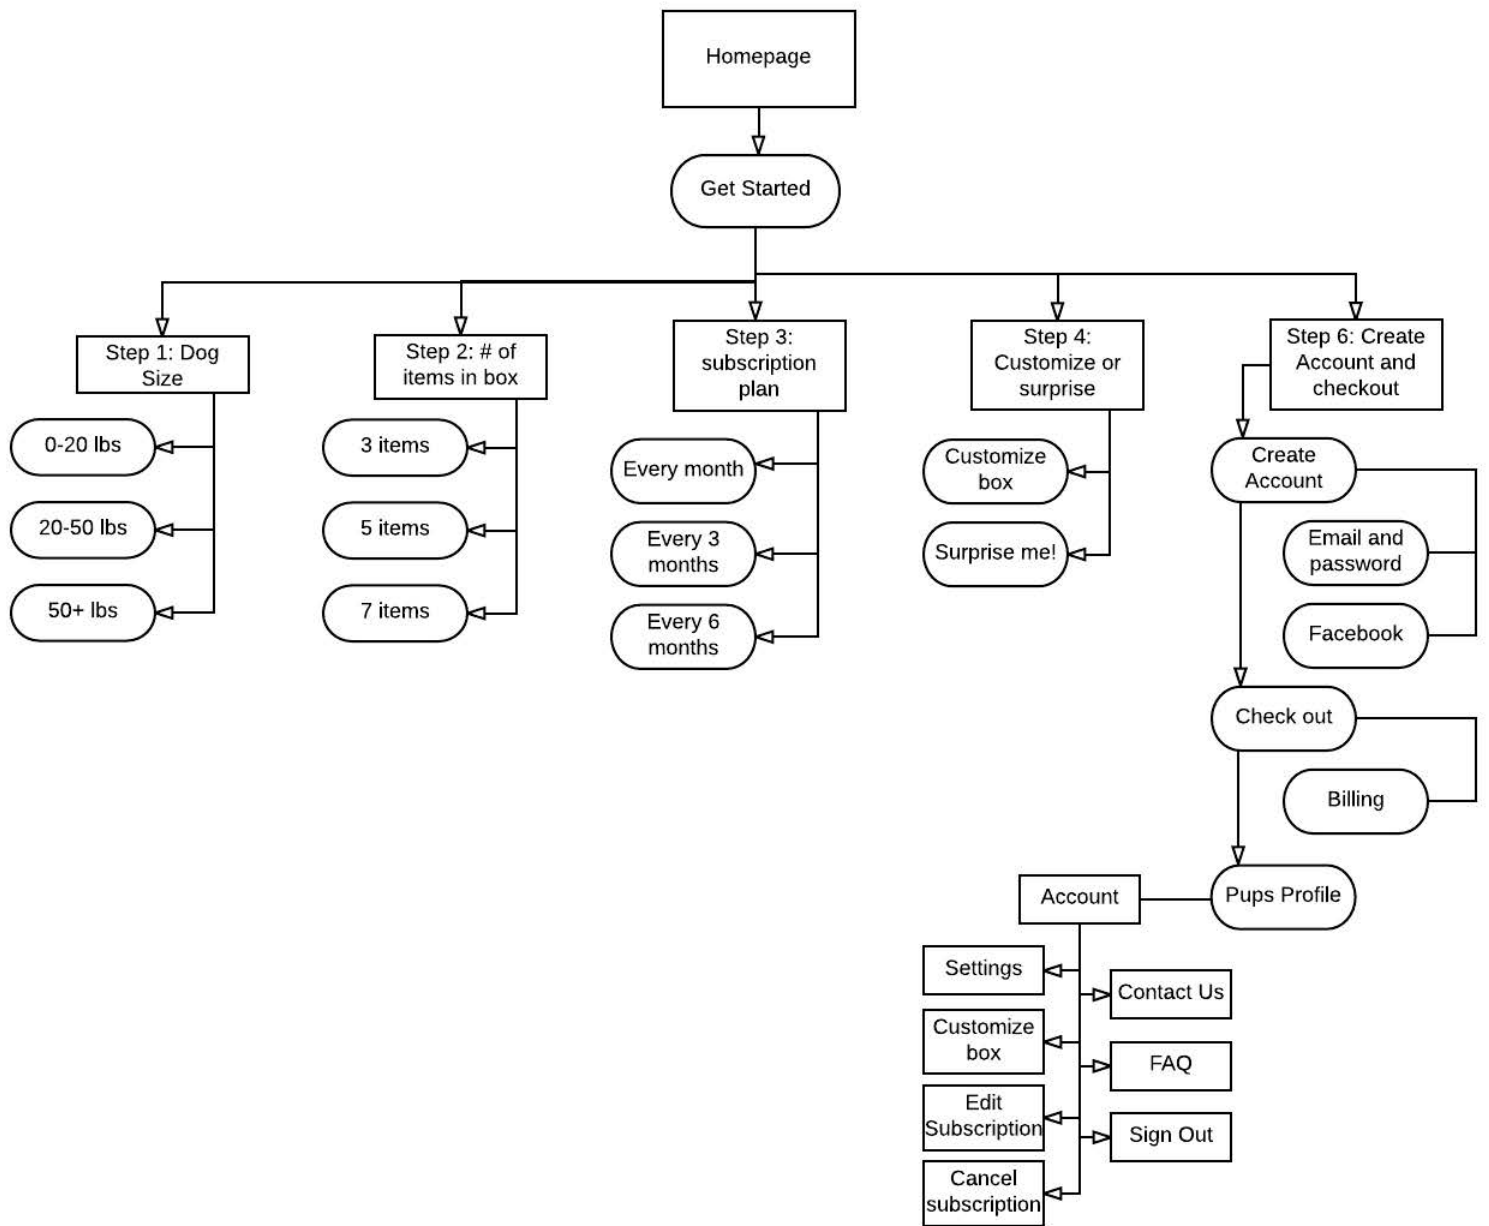 Homepage
Get Started
Step 1: Dog
Size
0-20 lbs
20-50 lbs
50+ lbs
Step 2: # of
items in box
3 items
5 items
7 items
Step 3:
subscription
plan
Every month
Every 3
months
Every 6
months
Step 4:
Customize or
surprise
Customize
box
Surprise me!
Step 6: Create
Account and
checkout
Create
Account
Email and
password
Facebook
Check out
Billing
Pups Profile
Account
Settings
Customize
box
Edit
Subscription
Cancel
subscription
Contact Us
FAQ
Sign Out